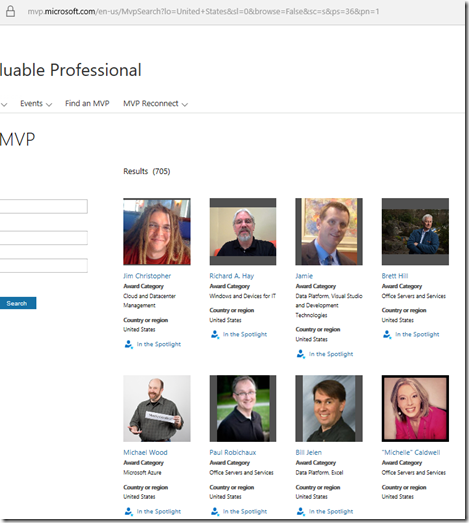 mvp.microsoft.com/en-us/MvpSearch?lo=United+States&sl=0&browse=False&sc=s&ps=36&pn=1
luable Professional
Events Find an MVP MVP Reconnect
MVP
Results (705)
Search
Jim Christopher
Award Category
Cloud and Datacenter
Management
Country or region
United States
In the Spotlight
Richard A. Hay
Award Category
Windows and Devices for IT
Country or region
United States
In the Spotlight
Jamie
Award Category
Data Platform, Visual Studio
and Development
Technologies
Country or region
United States
In the Spotlight
Brett Hill
Award Category
Office Servers and Services
Country or region
United States
In the Spotlight
Michael Wood
Award Category
Microsoft Azure
Country or region
United States
In the Spotlight
Paul Robichaux
Award Category
Office Servers and Services
Country or region
United States
In the Spotlight
Bill Jelen
Award Category
Data Platform, Excel
Country or region
United States
In the Spotlight
"Michelle" Caldwell
Award Category
Office Servers and Services
Country or region
United States
In the Spotlight